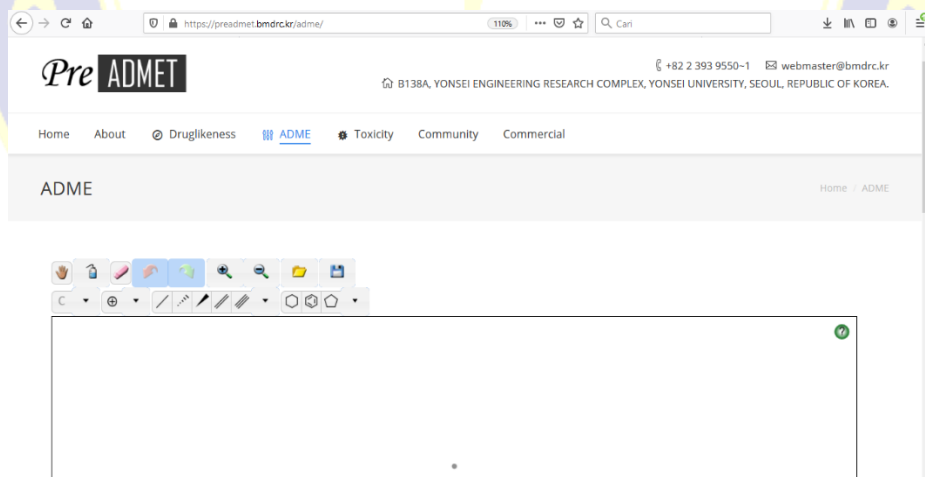 https://preadmet.bmdrc.kr/adme/
110%
Cari
Pre ADMET
+82 2 393 9550~1 webmaster@bmdrc.kr
B138A, YONSEI ENGINEERING RESEARCH COMPLEX, YONSEI UNIVERSITY, SEOUL, REPUBLIC OF KOREA.
Home About Druglikeness ADME Toxicity Community Commercial
ADME
Home / ADME
C